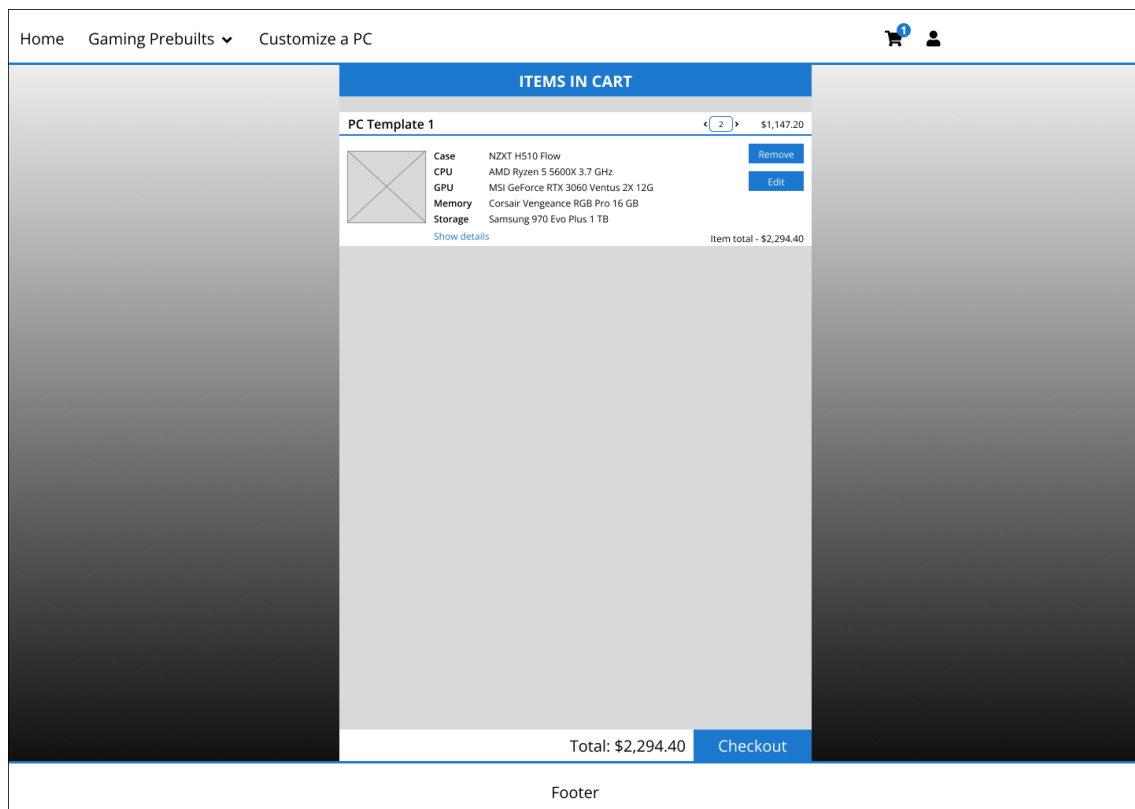 Home Gaming Prebuilts Customize a PC 1
ITEMS IN CART
PC Template 1 2 $1,147.20
Case NZXT H510 Flow Remove
CPU AMD Ryzen 5 5600X 3.7 GHz
GPU MSI GeForce RTX 3060 Ventus 2X 12G Edit
Memory Corsair Vengeance RGB Pro 16 GB
Storage Samsung 970 Evo Plus 1 TB
Show details Item total - $2,294.40
Total: $2,294.40 Checkout
Footer